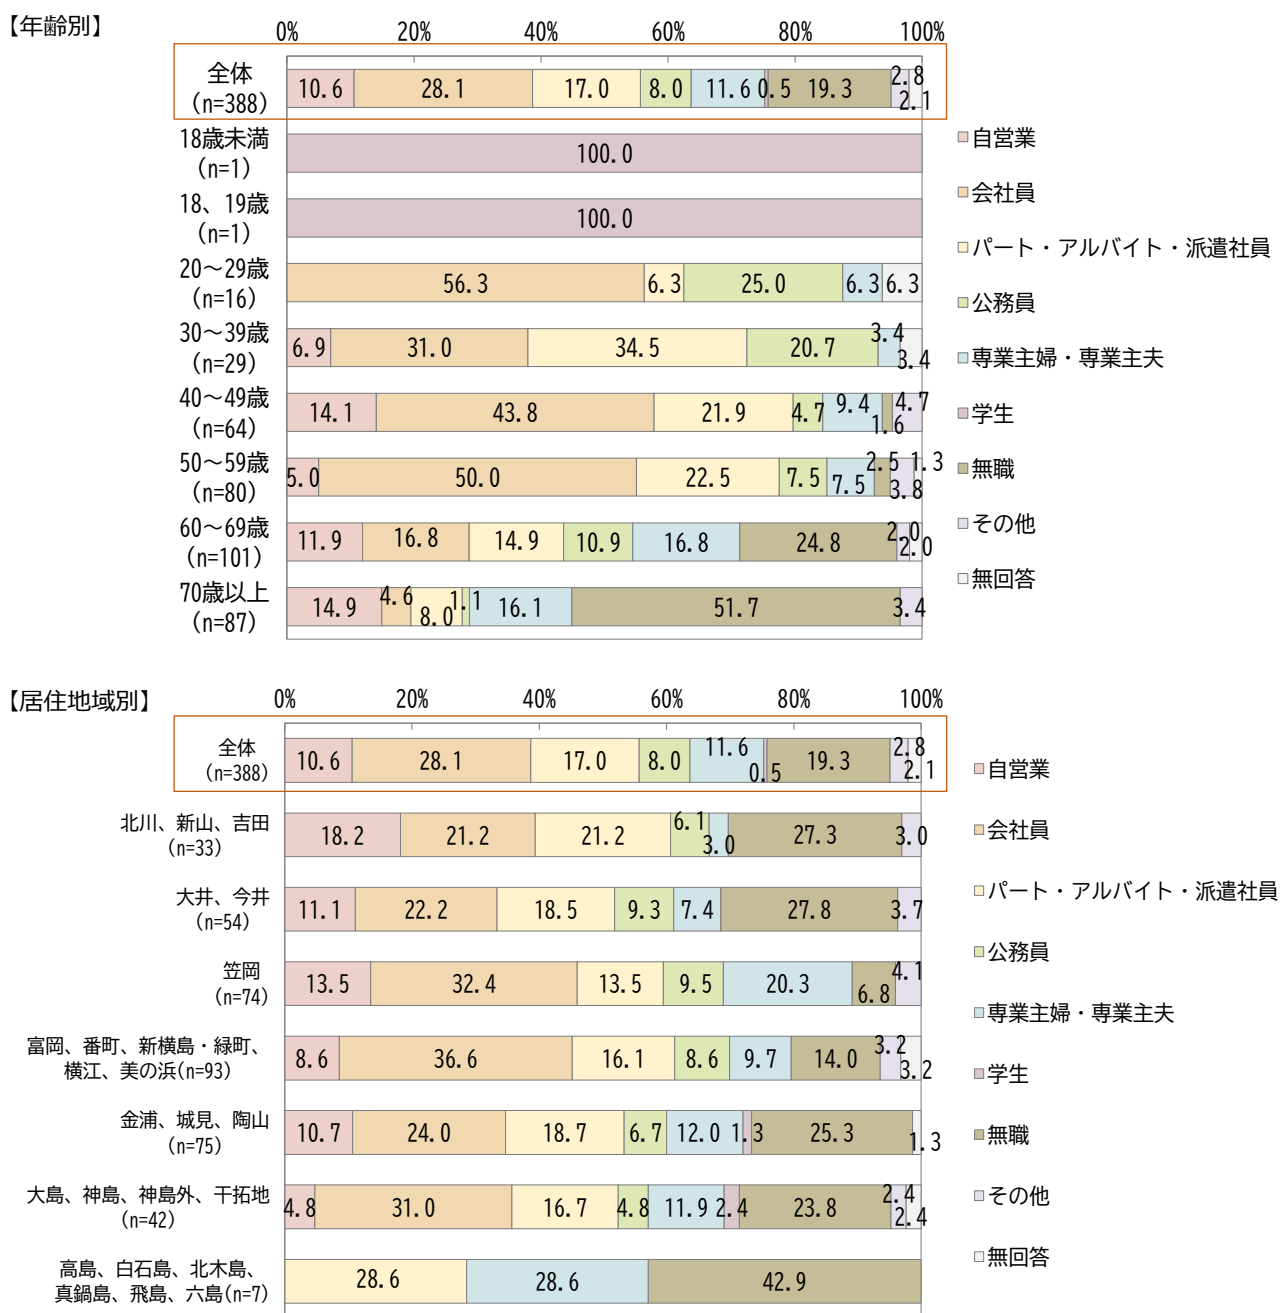 【年齢別】
0% 20% 40% 60% 80% 100%
全体
(n=388)
10.6 28.1 17.0 8.0 11.6 0.5 19.3 2.8 2.1
18歳未満
(n=1)
100.0
18、19歳
(n=1)
100.0
20～29歳
(n=16)
56.3 6.3 25.0 6.3 6.3
30～39歳
(n=29)
6.9 31.0 34.5 20.7 3.4 3.4
40～49歳
(n=64)
14.1 43.8 21.9 4.7 9.4 1.6 4.7
50～59歳
(n=80)
5.0 50.0 22.5 7.5 7.5 2.5 3.8 1.3
60～69歳
(n=101)
11.9 16.8 14.9 10.9 16.8 24.8 2.0 2.0
70歳以上
(n=87)
14.9 4.6 8.0 1.1 16.1 51.7 3.4
自営業
会社員
パート・アルバイト・派遣社員
公務員
専業主婦・専業主夫
学生
無職
その他
無回答
【居住地域別】
0% 20% 40% 60% 80% 100%
全体
(n=388)
10.6 28.1 17.0 8.0 11.6 0.5 19.3 2.8 2.1
北川、新山、吉田
(n=33)
18.2 21.2 21.2 6.1 3.0 27.3 3.0
大井、今井
(n=54)
11.1 22.2 18.5 9.3 7.4 27.8 3.7
笠岡
(n=74)
13.5 32.4 13.5 9.5 20.3 6.8 4.1
富岡、番町、新横島・緑町、
横江、美の浜(n=93)
8.6 36.6 16.1 8.6 9.7 14.0 3.2 3.2
金浦、城見、陶山
(n=75)
10.7 24.0 18.7 6.7 12.0 1.3 25.3 1.3
大島、神島、神島外、干拓地
(n=42)
4.8 31.0 16.7 4.8 11.9 2.4 23.8 2.4 2.4
高島、白石島、北木島、
真鍋島、飛島、六島(n=7)
28.6 28.6 42.9
自営業
会社員
パート・アルバイト・派遣社員
公務員
専業主婦・専業主夫
学生
無職
その他
無回答